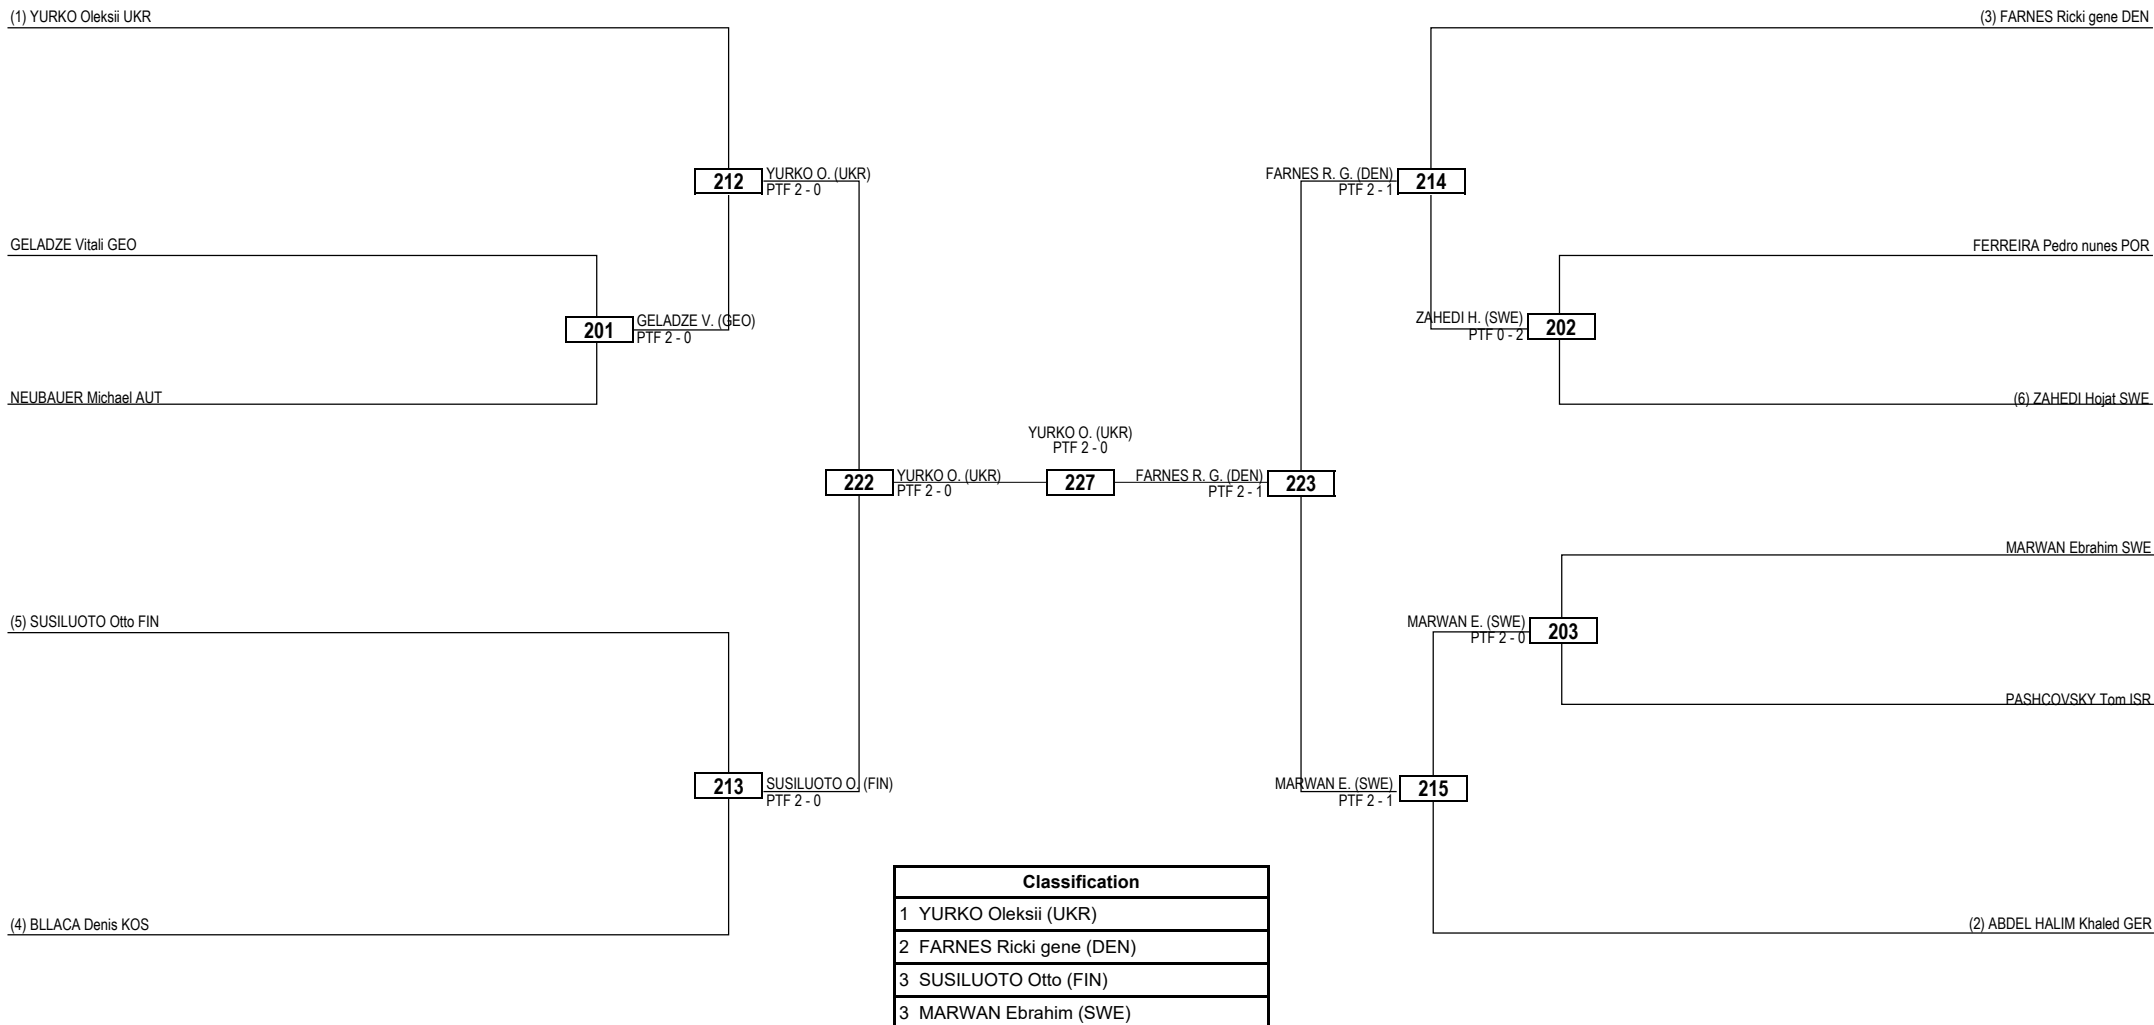 (1) YURKO Oleksii UKR
(3) FARNES Ricki gene DEN
212
YURKO O. (UKR)
PTF 2 - 0
FARNES R. G. (DEN)
PTF 2 - 1
214
GELADZE Vitali GEO
FERREIRA Pedro nunes POR
201
GELADZE V. (GEO)
PTF 2 - 0
ZAHEDI H. (SWE)
PTF 0 - 2
202
NEUBAUER Michael AUT
(6) ZAHEDI Hojat SWE
YURKO O. (UKR)
PTF 2 - 0
222
YURKO O. (UKR)
PTF 2 - 0
227
FARNES R. G. (DEN)
PTF 2 - 1
223
MARWAN Ebrahim SWE
(5) SUSILUOTO Otto FIN
MARWAN E. (SWE)
PTF 2 - 0
203
PASHCOVSKY Tom ISR
213
SUSILUOTO O. (FIN)
PTF 2 - 0
MARWAN E. (SWE)
PTF 2 - 1
215
(4) BLLACA Denis KOS
(2) ABDEL HALIM Khaled GER
Classification
1 YURKO Oleksii (UKR)
2 FARNES Ricki gene (DEN)
3 SUSILUOTO Otto (FIN)
3 MARWAN Ebrahim (SWE)